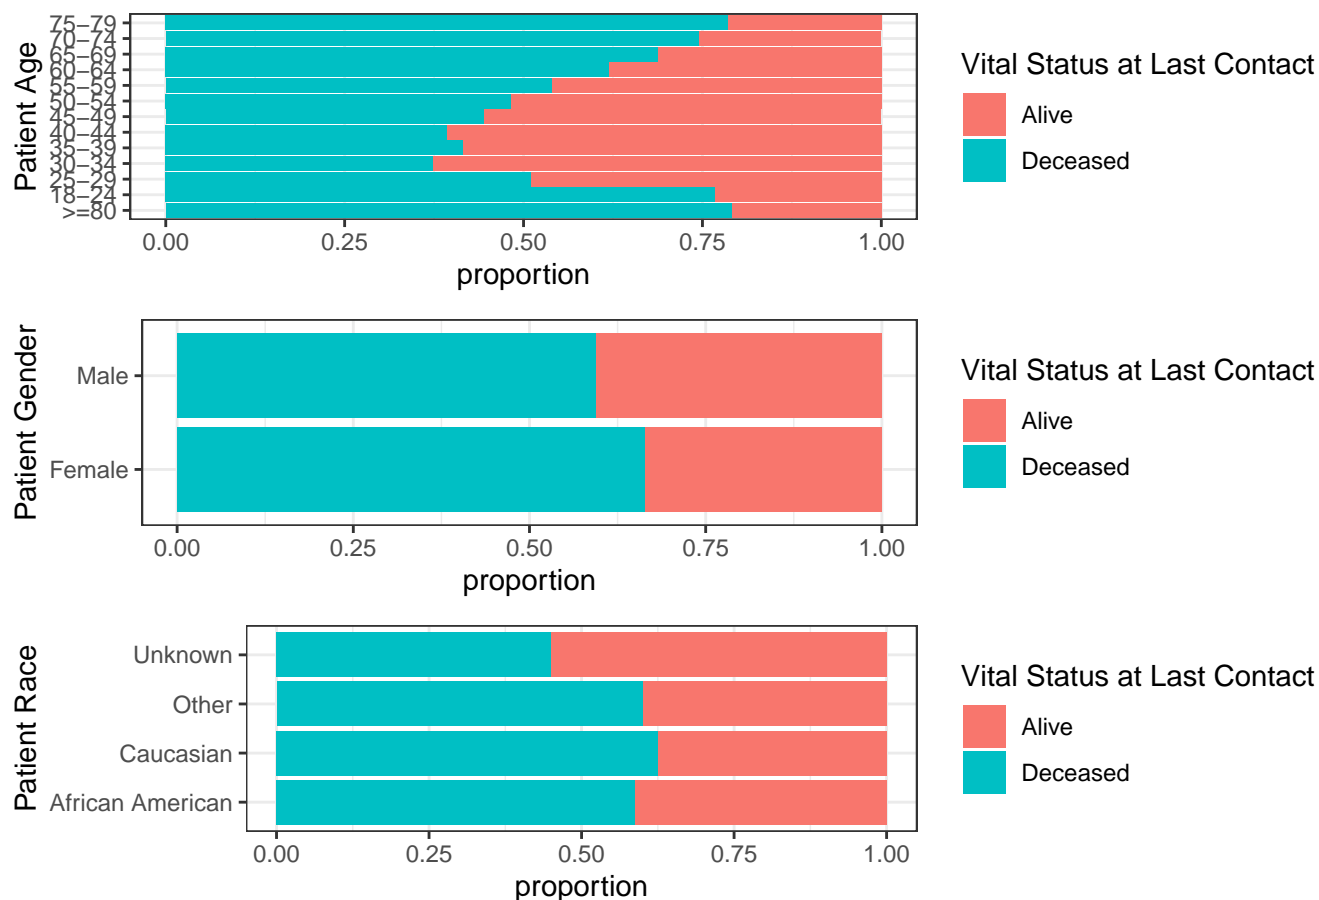 Patient Age
75−79
70−74
65−69
60−64
55−59
50−54
45−49
40−44
35−39
30−34
25−29
18−24
>=80
0.00 0.25 0.50 0.75 1.00
proportion
Vital Status at Last Contact
Alive
Deceased
Patient Gender
Male
Female
0.00 0.25 0.50 0.75 1.00
proportion
Vital Status at Last Contact
Alive
Deceased
Patient Race
Unknown
Other
Caucasian
African American
0.00 0.25 0.50 0.75 1.00
proportion
Vital Status at Last Contact
Alive
Deceased